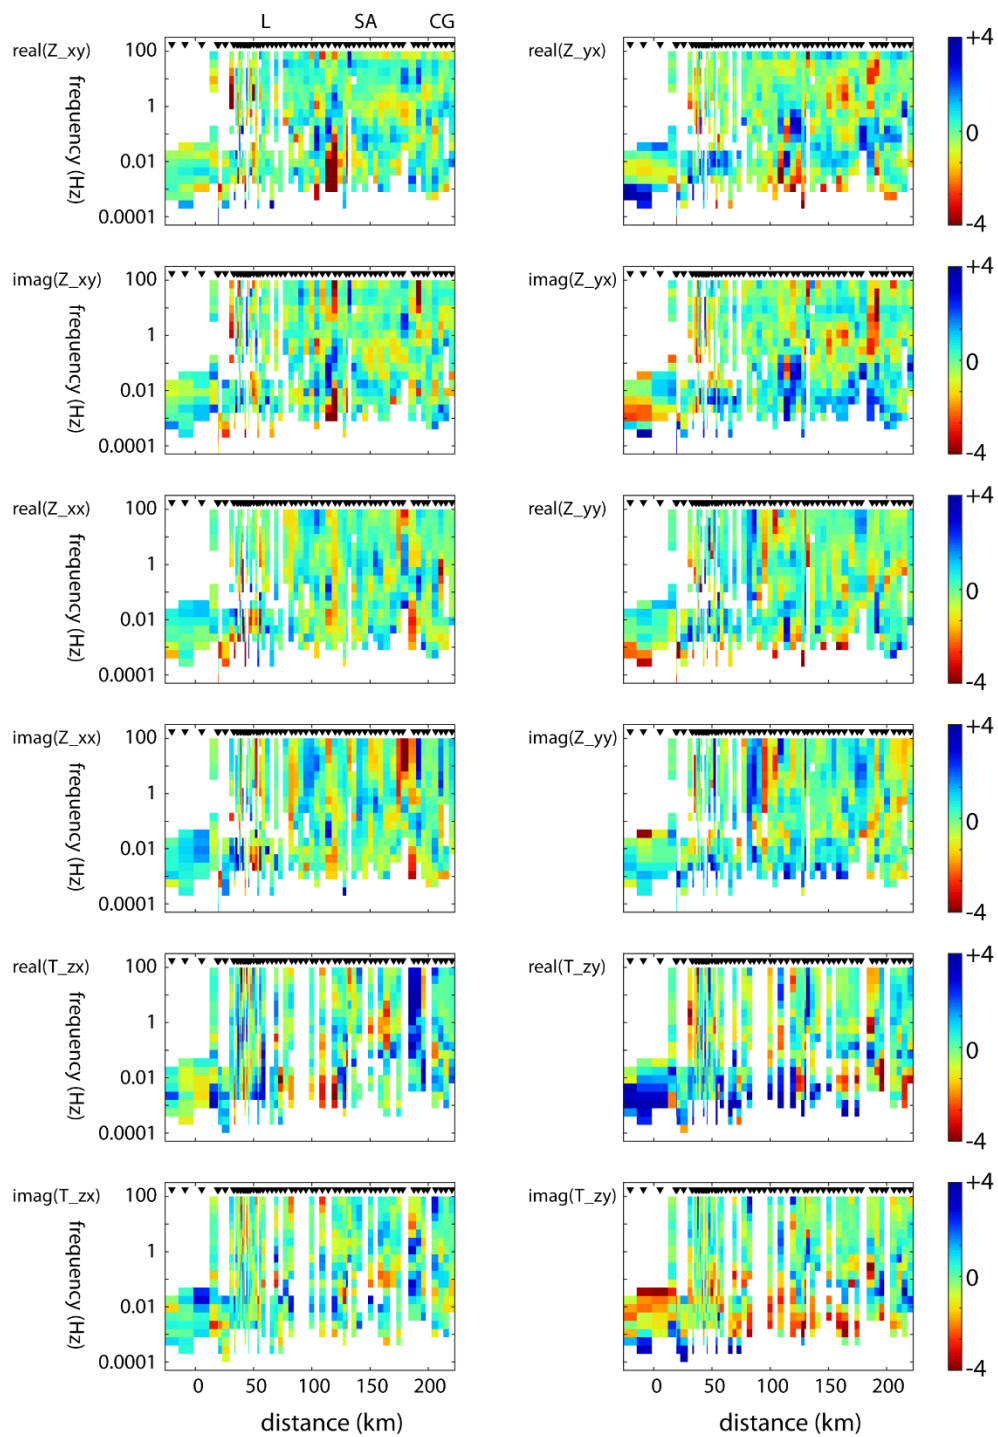 L SA CG
real(Z_xy) 100 real(Z_yx) +4
frequency (Hz) 1 0
0.01
0.0001 -4
imag(Z_xy) 100 imag(Z_yx) +4
frequency (Hz) 1 0
0.01
0.0001 -4
real(Z_xx) 100 real(Z_yy) +4
frequency (Hz) 1 0
0.01
0.0001 -4
imag(Z_xx) 100 imag(Z_yy) +4
frequency (Hz) 1 0
0.01
0.0001 -4
real(T_zx) 100 real(T_zy) +4
frequency (Hz) 1 0
0.01
0.0001 -4
imag(T_zx) 100 imag(T_zy) +4
frequency (Hz) 1 0
0.01
0.0001 -4
0 50 100 150 200 0 50 100 150 200
distance (km) distance (km)